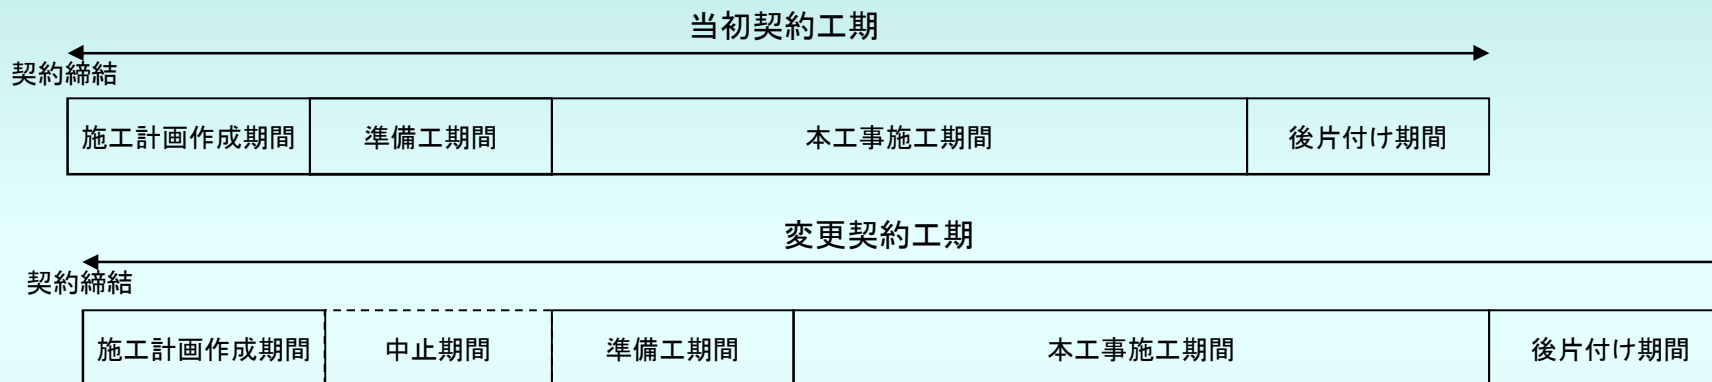 当初契約工期
契約締結
施工計画作成期間 準備工期間 本工事施工期間 後片付け期間
変更契約工期
契約締結
施工計画作成期間 中止期間 準備工期間 本工事施工期間 後片付け期間